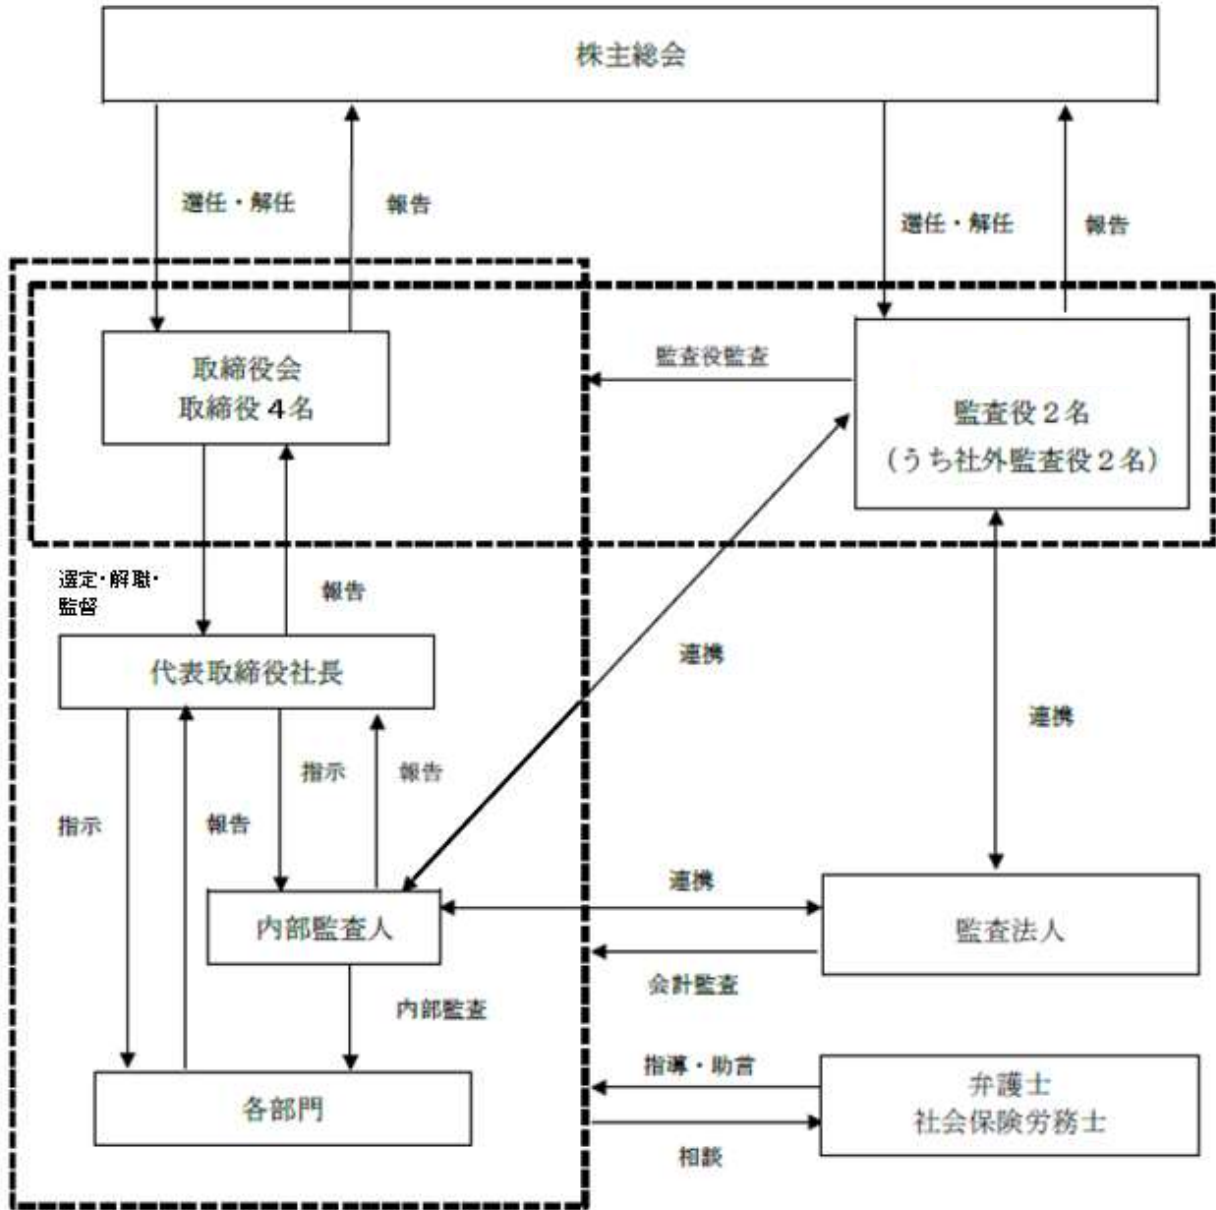 株主総会
選任・解任
報告
選任・解任
報告
取締役会
取締役４名
監査役監査
監査役２名
（うち社外監査役２名）
選定・解職・
監督
報告
連携
連携
代表取締役社長
指示
報告
指示
報告
内部監査人
連携
監査法人
会計監査
内部監査
指導・助言
弁護士
社会保険労務士
各部門
相談